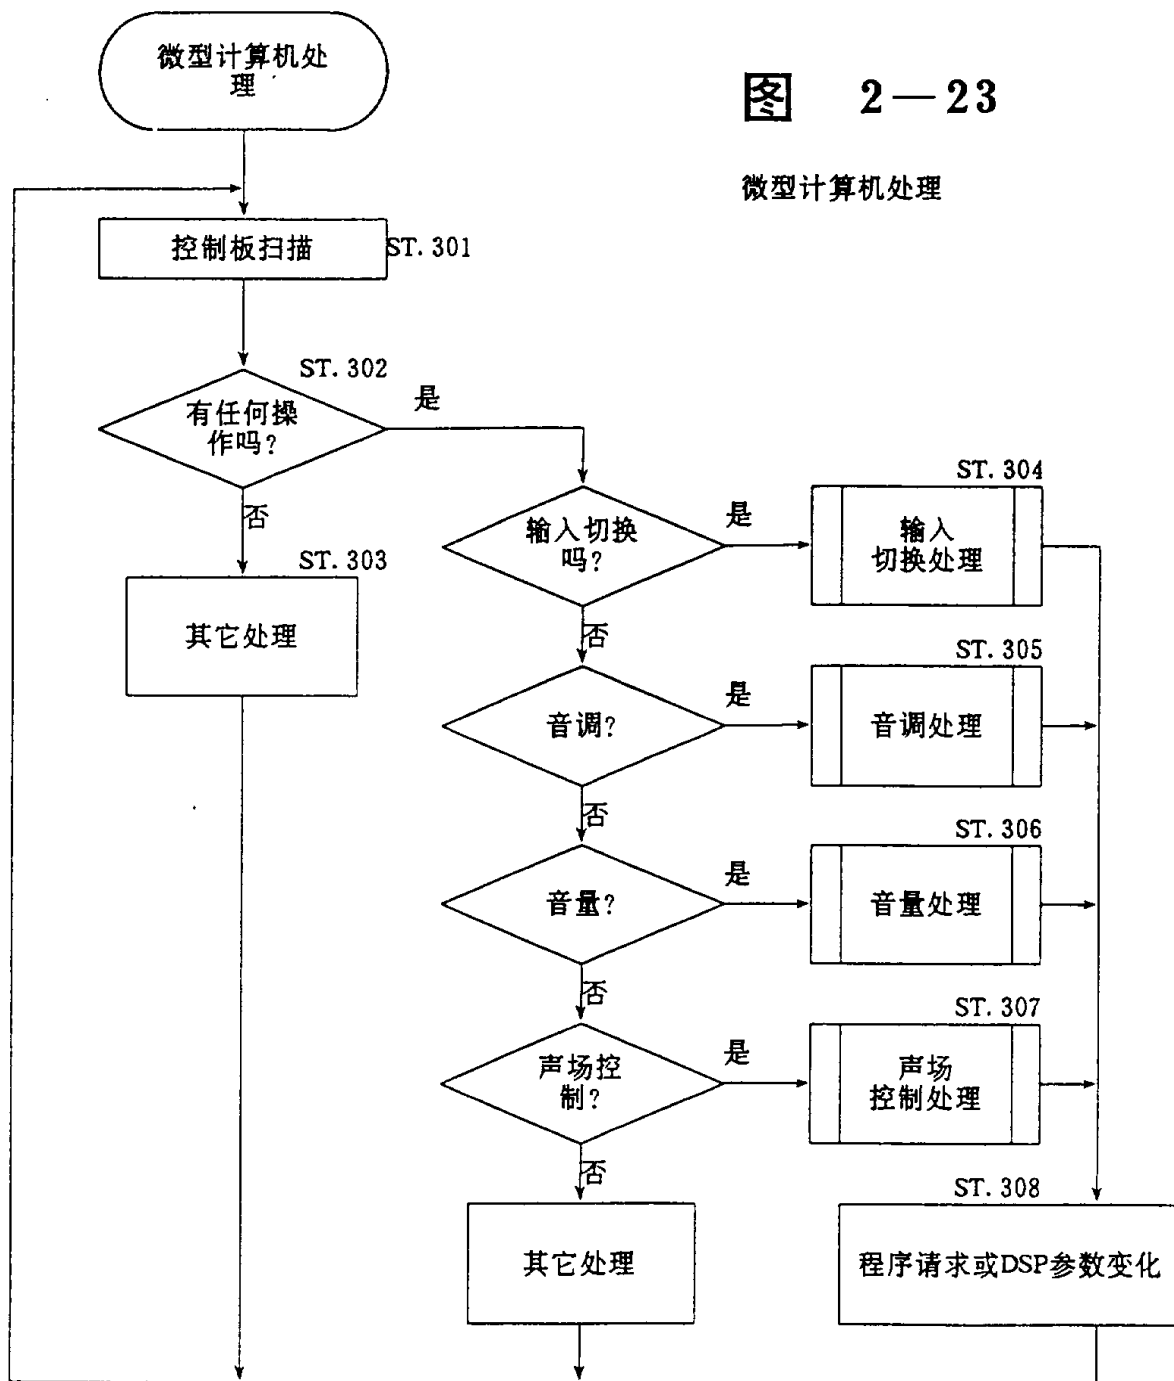 微型计算机处
理
图 2—23
微型计算机处理
控制板扫描
ST. 301
ST. 302
有任何操
作吗?
是
否
ST. 303
其它处理
输入切换
吗?
是
ST. 304
输入
切换处理
否
音调?
是
ST. 305
音调处理
否
音量?
是
ST. 306
音量处理
否
声场控
制?
是
ST. 307
声场
控制处理
否
其它处理
ST. 308
程序请求或DSP参数变化